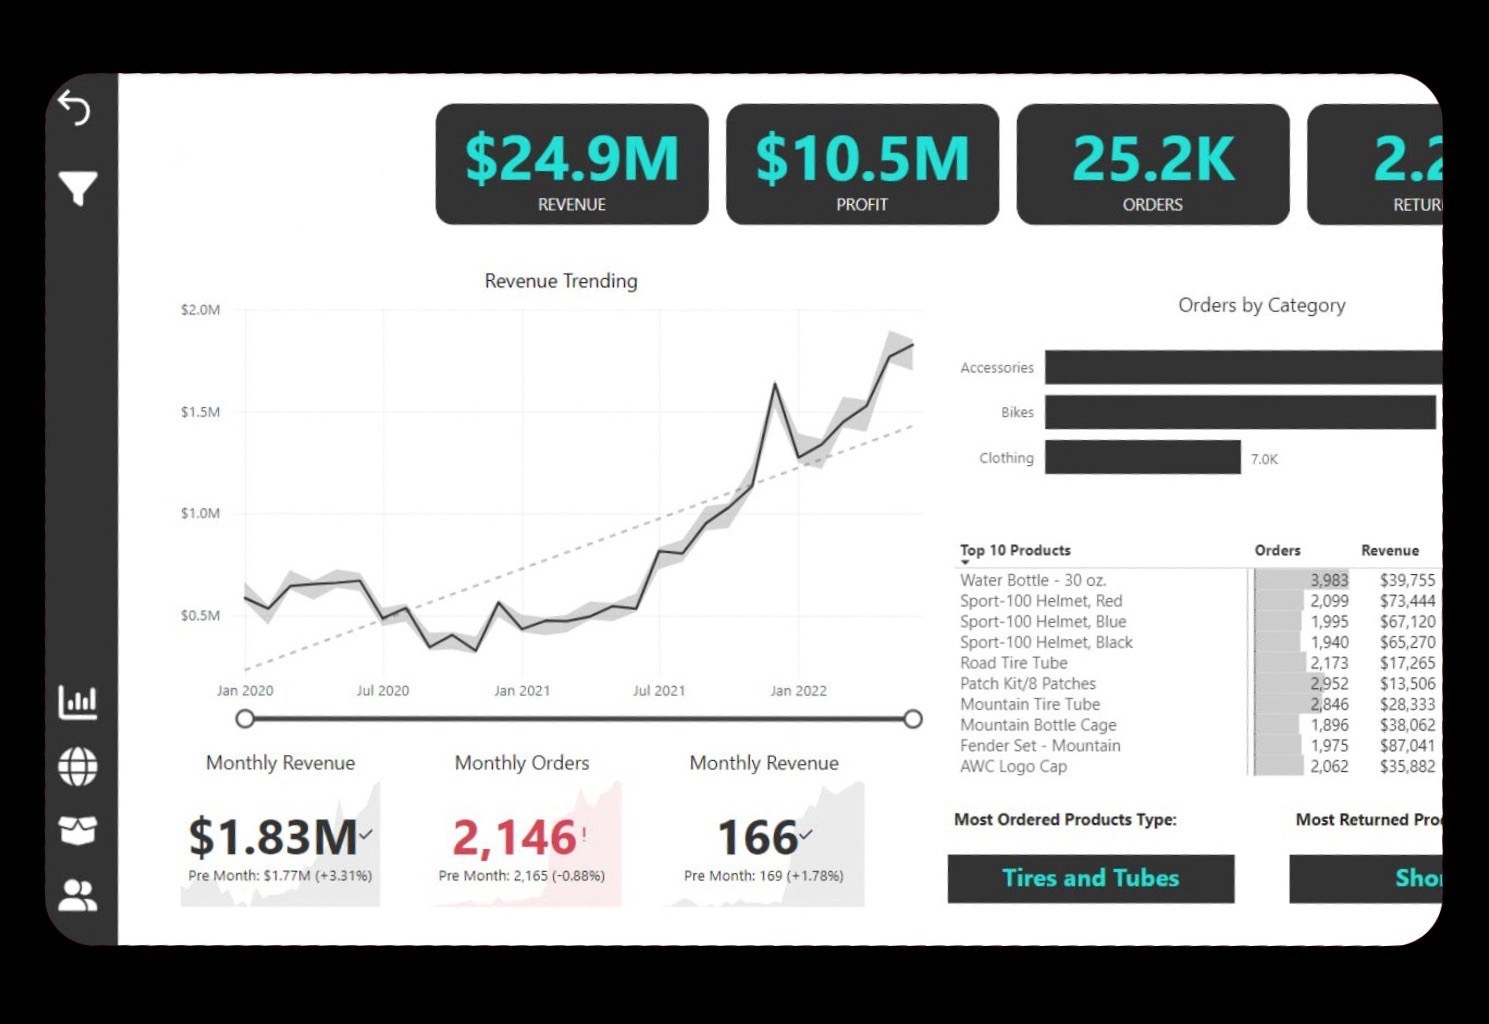 $24.9M
REVENUE
$10.5M
PROFIT
25.2K
ORDERS
2.2
RETUR
Revenue Trending
$2.0M
$1.5M
$1.0M
$0.5M
Jan 2020 Jul 2020 Jan 2021 Jul 2021 Jan 2022
Orders by Category
Accessories
Bikes
Clothing 7.0K
Top 10 Products Orders Revenue
Water Bottle - 30 oz. 3,983 $39,755
Sport-100 Helmet, Red 2,099 $73,444
Sport-100 Helmet, Blue 1,995 $67,120
Sport-100 Helmet, Black 1,940 $65,270
Road Tire Tube 2,173 $17,265
Patch Kit/8 Patches 2,952 $13,506
Mountain Tire Tube 2,846 $28,333
Mountain Bottle Cage 1,896 $38,062
Fender Set - Mountain 1,975 $87,041
AWC Logo Cap 2,062 $35,882
Monthly Revenue
$1.83M
Pre Month: $1.77M (+3.31%)
Monthly Orders
2,146!
Pre Month: 2,165 (-0.88%)
Monthly Revenue
166
Pre Month: 169 (+1.78%)
Most Ordered Products Type:
Tires and Tubes
Most Returned Pro
Sho